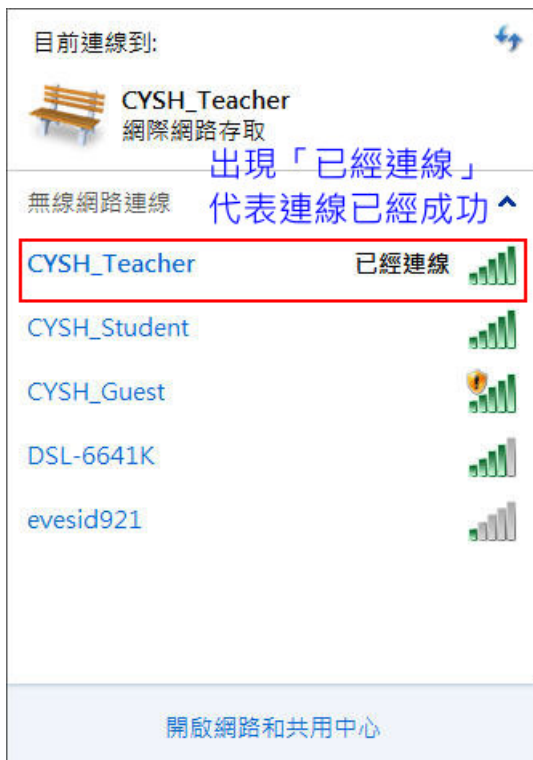 目前連線到:
CYSH_Teacher
網際網路存取
出現「已經連線」
代表連線已經成功
無線網路連線
CYSH_Teacher 已經連線
CYSH_Student
CYSH_Guest
DSL-6641K
evesid921
開啟網路和共用中心